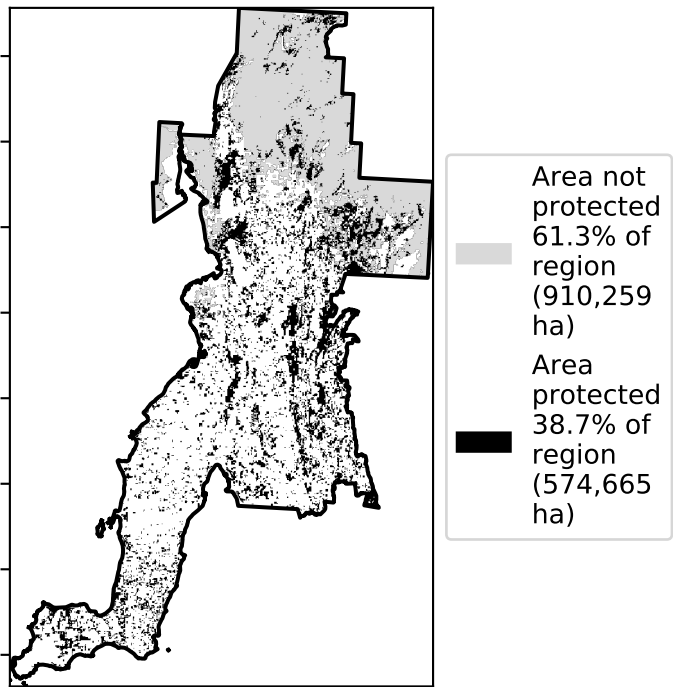 Area not
protected
61.3% of
region
(910,259
ha)
Area
protected
38.7% of
region
(574,665
ha)